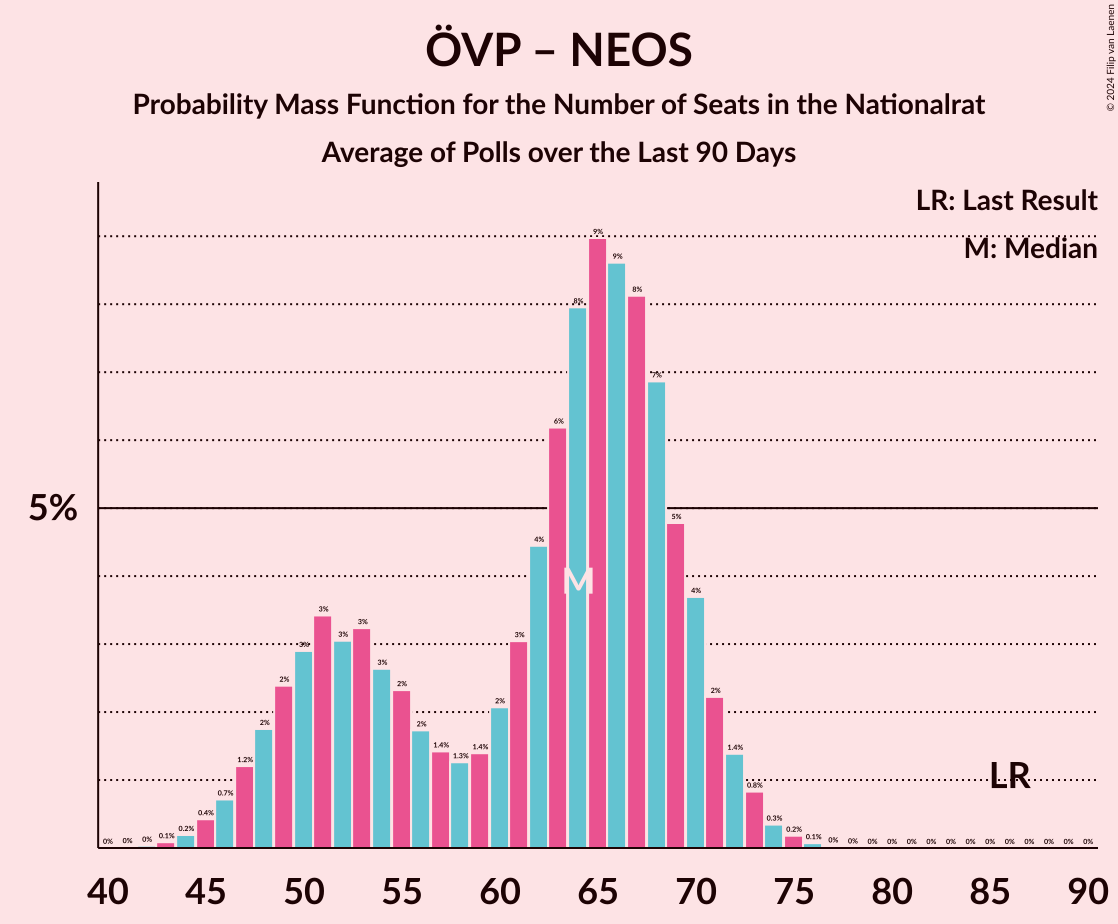 ÖVP – NEOS
Probability Mass Function for the Number of Seats in the Nationalrat
Average of Polls over the Last 90 Days
© 2024 Filip van Laenen
LR: Last Result
M: Median
5%
0% 0% 0% 0.1% 0.2% 0.4% 0.7% 1.2% 2% 2% 3% 3% 3% 3% 3% 2% 2% 1.4% 1.3% 1.4% 2% 3% 4% 6% 8% 9% 9% 8% 7% 5% 4% 2% 1.4% 0.8% 0.3% 0.2% 0.1% 0% 0% 0% 0% 0% 0% 0% 0% 0% 0% 0% 0% 0% 0%
M
LR
40 45 50 55 60 65 70 75 80 85 90